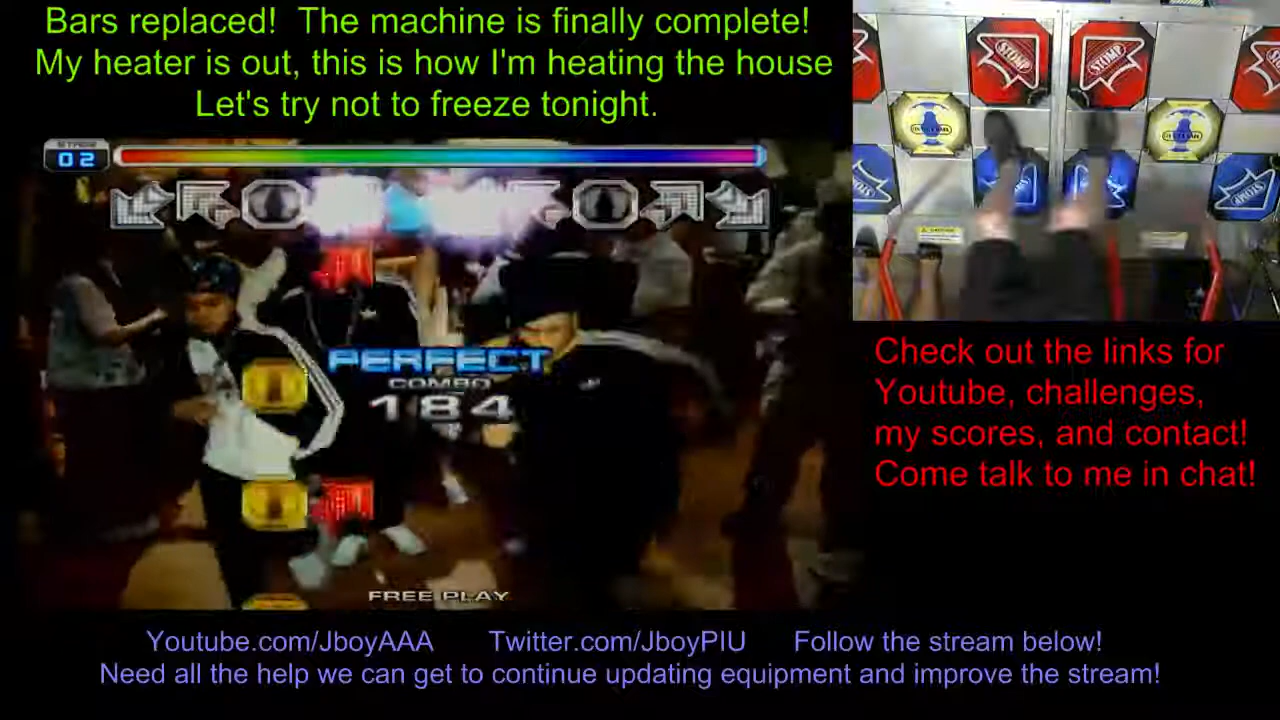 Bars replaced! The machine is finally complete!
My heater is out, this is how I'm heating the house
Let's try not to freeze tonight.
STAGE
02
PERFECT
COMBO
184
FREE PLAY
STOMP
STOMP
STOMP
Check out the links for
Youtube, challenges,
my scores, and contact!
Come talk to me in chat!
Youtube.com/JboyAAA Twitter.com/JboyPIU Follow the stream below!
Need all the help we can get to continue updating equipment and improve the stream!